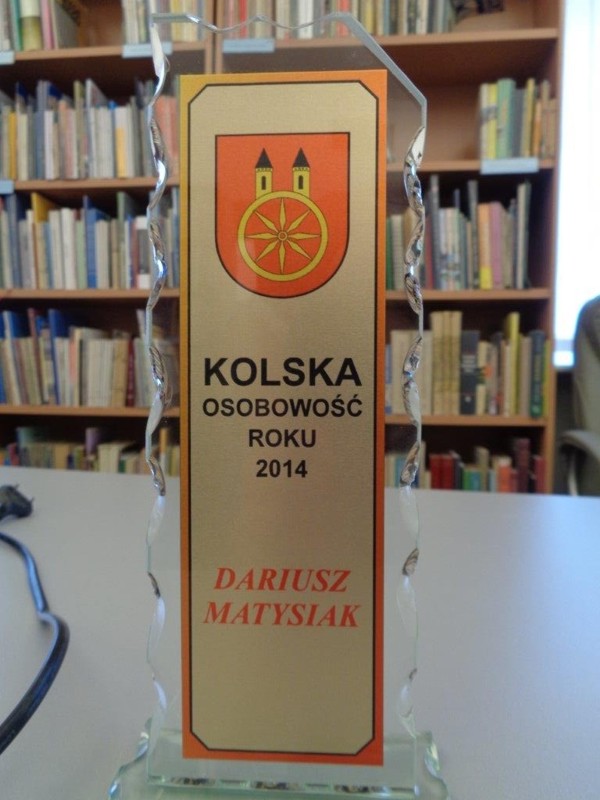 KOLSKA
OSOBOWOŚĆ
ROKU
2014
DARIUSZ
MATYSIAK